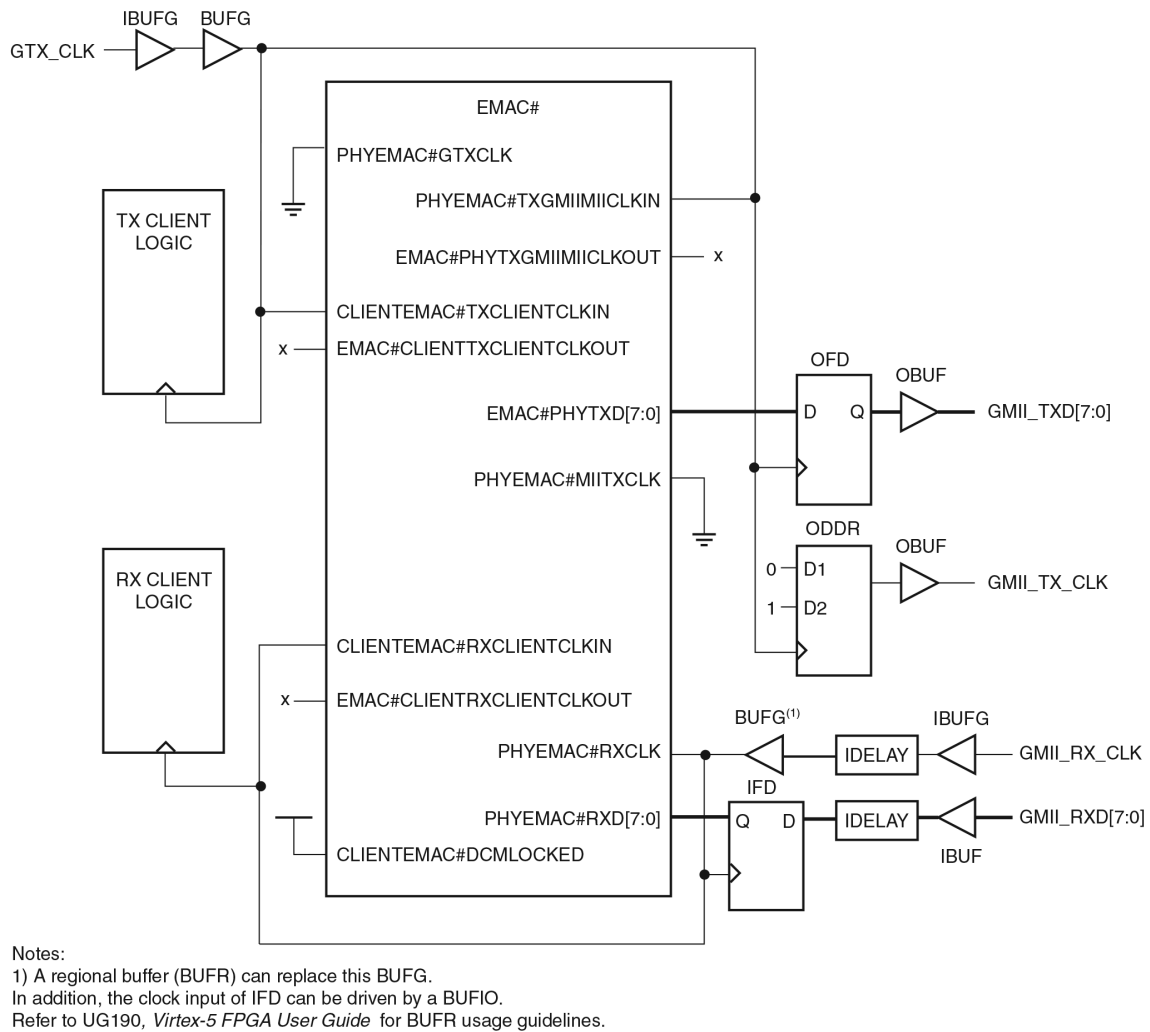 IBUFG
BUFG
GTX_CLK
EMAC#
PHYEMAC#GTXCLK
TX CLIENT
LOGIC
PHYEMAC#TXGMIIMIICLKIN
EMAC#PHYTXGMIIMIICLKOUT
x
CLIENTEMAC#TXCLIENTCLKIN
x
EMAC#CLIENTTXCLIENTCLKOUT
OFD
OBUF
EMAC#PHYTXD[7:0]
D
Q
GMII_TXD[7:0]
PHYEMAC#MIITXCLK
ODDR
OBUF
0
D1
GMII_TX_CLK
1
D2
RX CLIENT
LOGIC
CLIENTEMAC#RXCLIENTCLKIN
x
EMAC#CLIENTRXCLIENTCLKOUT
BUFG(1)
IBUFG
PHYEMAC#RXCLK
IDELAY
GMII_RX_CLK
IFD
PHYEMAC#RXD[7:0]
Q
D
IDELAY
GMII_RXD[7:0]
IBUF
CLIENTEMAC#DCMLOCKED
Notes:
1) A regional buffer (BUFR) can replace this BUFG.
In addition, the clock input of IFD can be driven by a BUFIO.
Refer to UG190, Virtex-5 FPGA User Guide for BUFR usage guidelines.